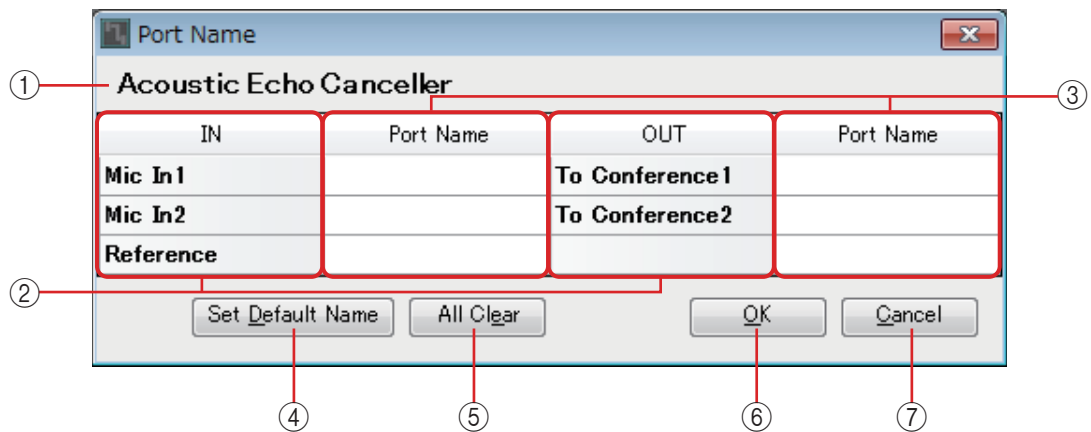 Port Name
① Acoustic Echo Canceller ③
IN Port Name OUT Port Name
Mic In1 To Conference1
Mic In2 To Conference2
Reference
②
Set Default Name All Clear OK Cancel
④ ⑤ ⑥ ⑦